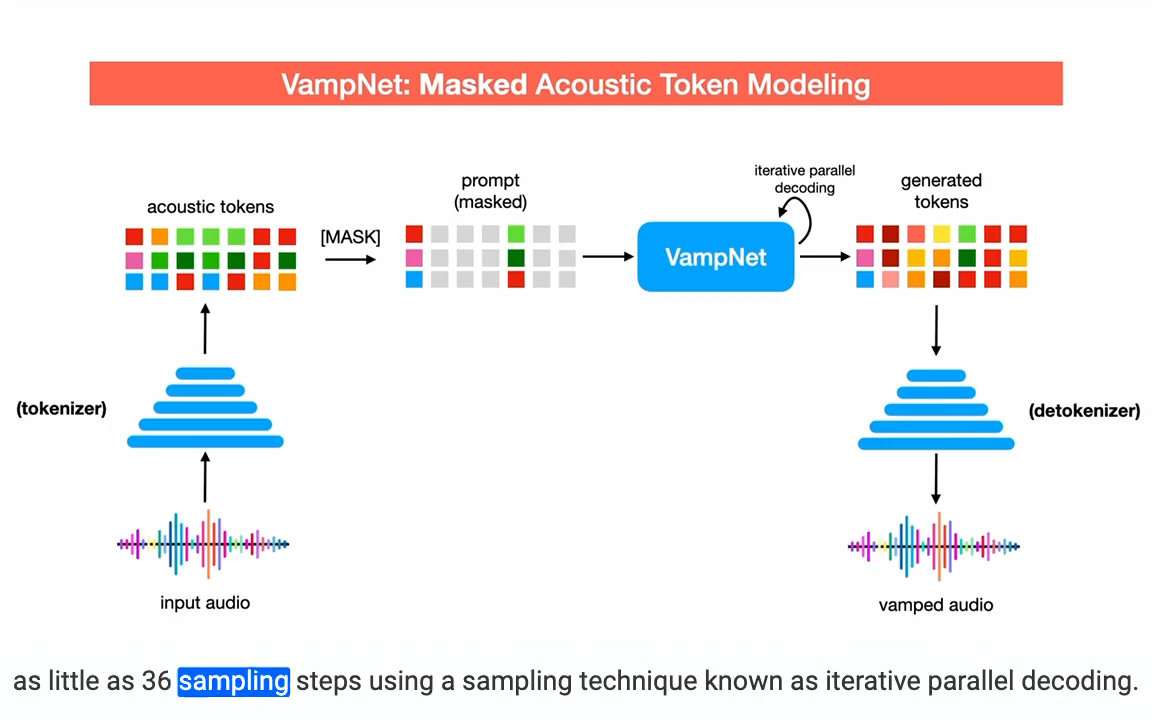 VampNet: Masked Acoustic Token Modeling
acoustic tokens
[MASK]
prompt
(masked)
VampNet
iterative parallel
decoding
generated
tokens
(tokenizer)
(detokenizer)
input audio
vamped audio
as little as 36 sampling steps using a sampling technique known as iterative parallel decoding.